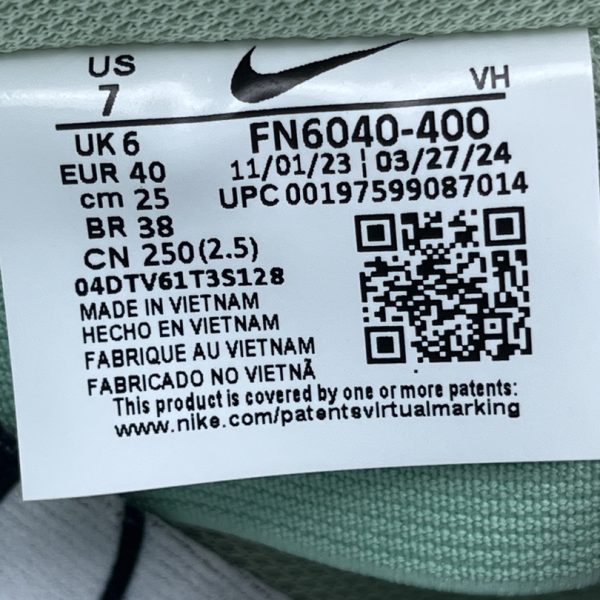 US
7
VH
UK 6
EUR 40
cm 25
BR 38
CN 250(2.5)
FN6040-400
11/01/23 | 03/27/24
UPC 00197599087014
04DTV61T3S128
MADE IN VIETNAM
HECHO EN VIETNAM
FABRIQUE AU VIETNAM
FABRICADO NO VIETNÃ
This product is covered by one or more patents:
www.nike.com/patentsvirtualmarking